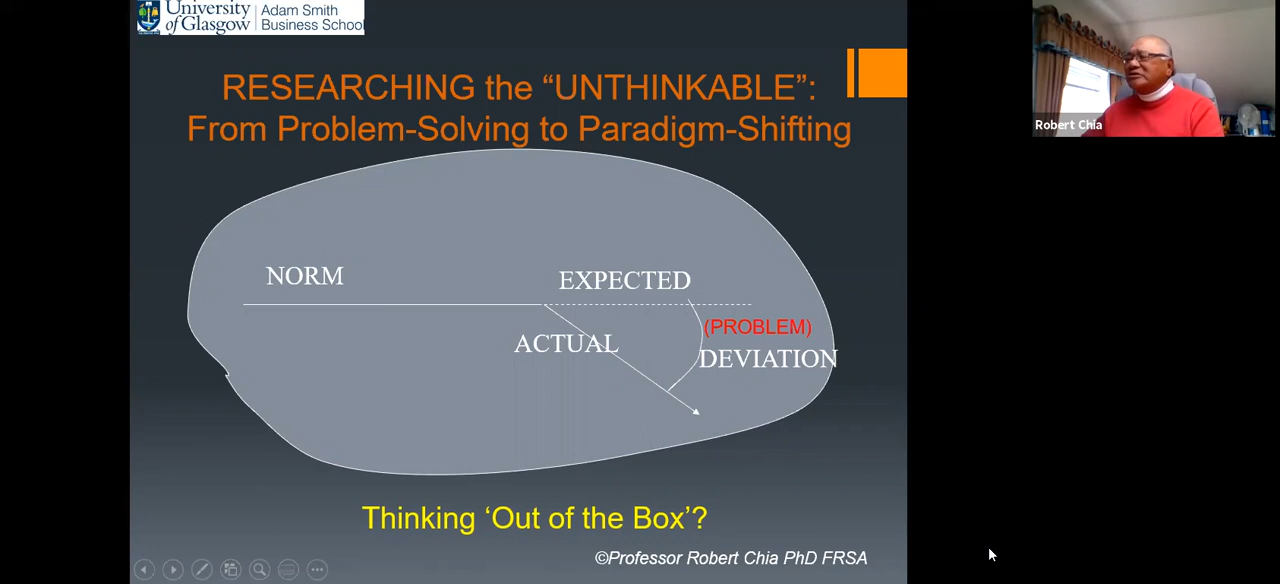 University of Glasgow
Adam Smith Business School
RESEARCHING the “UNTHINKABLE”:
From Problem-Solving to Paradigm-Shifting
NORM
EXPECTED
(PROBLEM)
ACTUAL
DEVIATION
Thinking ‘Out of the Box’?
©Professor Robert Chia PhD FRSA
Robert Chia